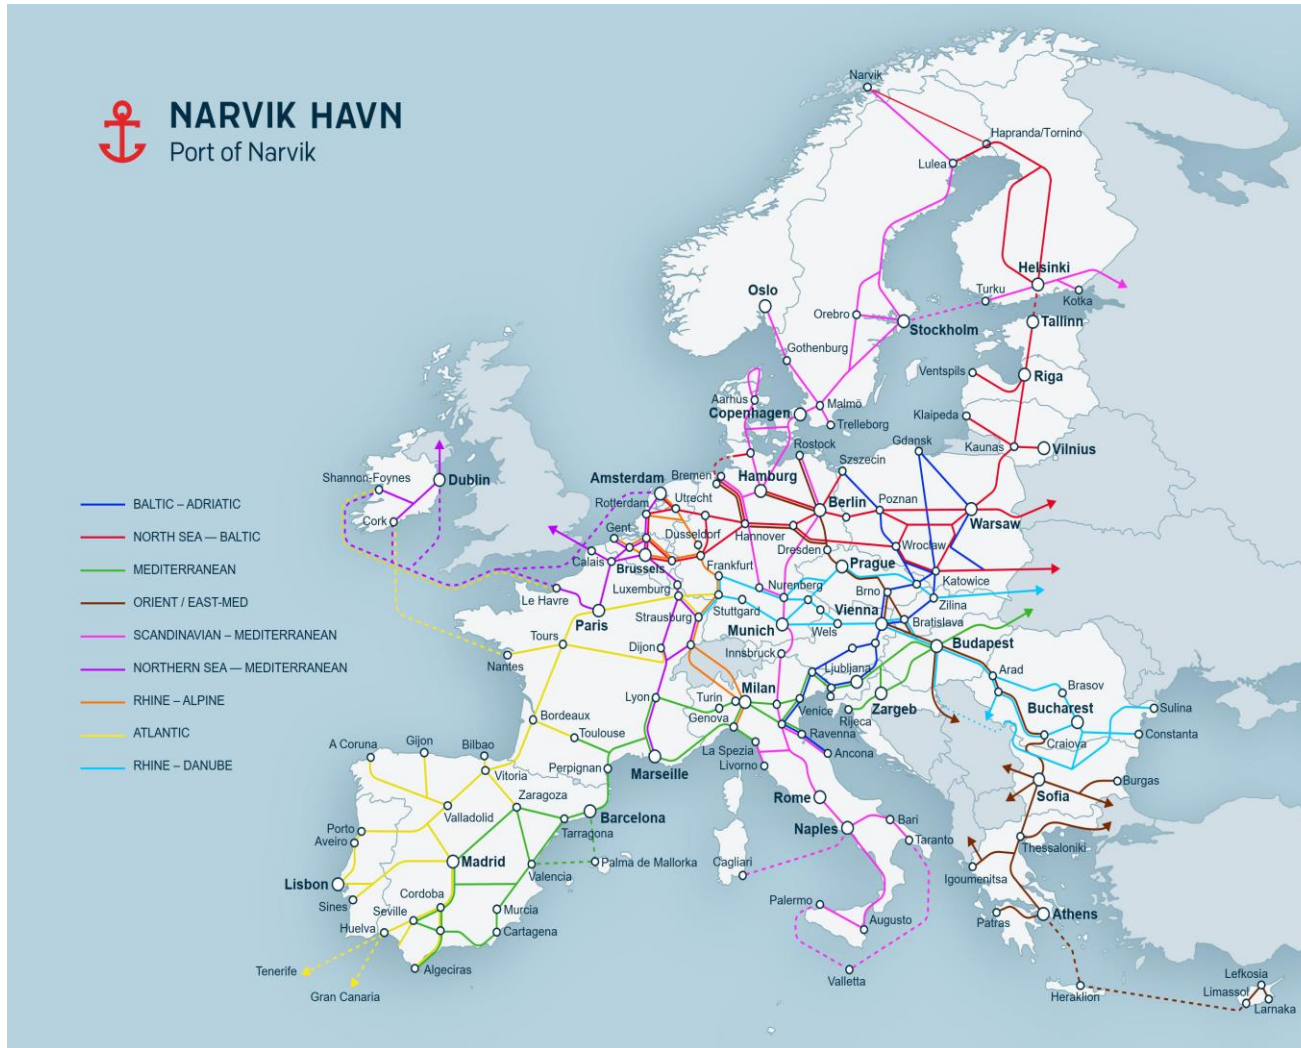 NARVIK HAVN
Port of Narvik
BALTIC – ADRIATIC
NORTH SEA — BALTIC
MEDITERRANEAN
ORIENT / EAST-MED
SCANDINAVIAN – MEDITERRANEAN
NORTHERN SEA — MEDITERRANEAN
RHINE – ALPINE
ATLANTIC
RHINE – DANUBE
Narvik
Hapranda/Tornino
Lulea
Helsinki
Turku
Kotka
Oslo
Orebro
Stockholm
Tallinn
Gothenburg
Ventspils
Riga
Aarhus
Copenhagen
Malmö
Trelleborg
Klaipeda
Kaunas
Vilnius
Gdansk
Rostock
Szszecin
Shannon-Foynes
Dublin
Cork
Amsterdam
Bremen
Hamburg
Rotterdam
Utrecht
Berlin
Poznan
Warsaw
Gent
Düsseldorf
Hannover
Dresden
Wrocław
Calais
Brussels
Frankfurt
Prague
Katowice
Luxemburg
Nurenberg
Brno
Zilina
Le Havre
Paris
Strausburg
Stuttgard
Munich
Wels
Vienna
Bratislava
Tours
Dijon
Innsbruck
Budapest
Nantes
Ljubljana
Arad
Brasov
Lyon
Turin
Milan
Venice
Zargeb
Rijeca
Bucharest
Sulina
Constanta
Craiova
Bordeaux
Toulouse
Genova
Ravenna
Ancona
La Spezia
Livorno
Marseille
Perpignan
A Coruna
Gijon
Bilbao
Vitoria
Zaragoza
Valladolid
Barcelona
Tarragona
Rome
Naples
Bari
Taranto
Sofia
Burgas
Porto
Aveiro
Madrid
Valencia
Palma de Mallorka
Cagliari
Thessaloniki
Igoumenitsa
Lisbon
Sines
Cordoba
Seville
Huelva
Murcia
Cartagena
Palermo
Augusto
Patras
Athens
Algeciras
Tenerife
Gran Canaria
Valletta
Heraklion
Lefkosia
Limassol
Larnaka